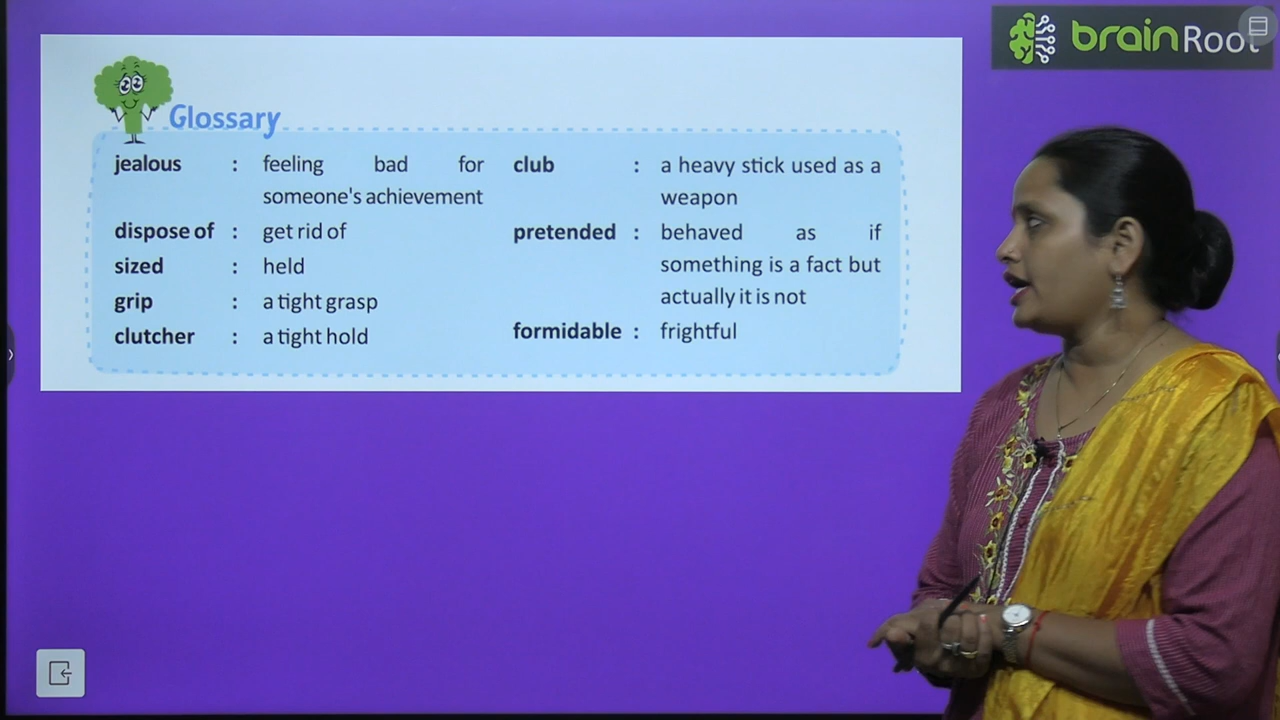 brainRoot
Glossary
jealous : feeling bad for
someone's achievement
dispose of : get rid of
sized : held
grip : a tight grasp
clutcher : a tight hold
club : a heavy stick used as a
weapon
pretended : behaved as if
something is a fact but
actually it is not
formidable : frightful